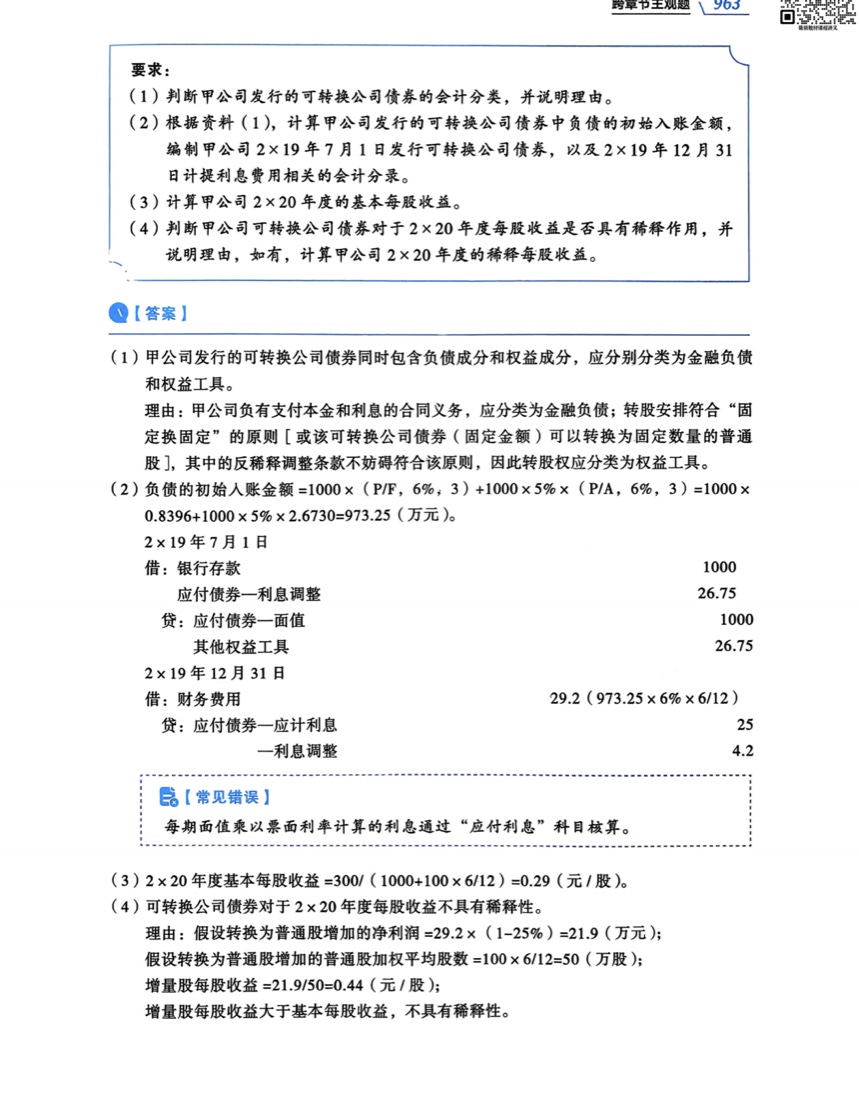 跨章节主观题 963
要求：
（1）判断甲公司发行的可转换公司债券的会计分类，并说明理由。
（2）根据资料（1），计算甲公司发行的可转换公司债券中负债的初始入账金额，
编制甲公司 2×19 年 7 月 1 日发行可转换公司债券，以及 2×19 年 12 月 31
日计提利息费用相关的会计分录。
（3）计算甲公司 2×20 年度的基本每股收益。
（4）判断甲公司可转换公司债券对于 2×20 年度每股收益是否具有稀释作用，并
说明理由，如有，计算甲公司 2×20 年度的稀释每股收益。
【答案】
（1）甲公司发行的可转换公司债券同时包含负债成分和权益成分，应分别分类为金融负债
和权益工具。
理由：甲公司负有支付本金和利息的合同义务，应分类为金融负债；转股安排符合“固
定换固定”的原则［或该可转换公司债券（固定金额）可以转换为固定数量的普通
股］，其中的反稀释调整条款不妨碍符合该原则，因此转股权应分类为权益工具。
（2）负债的初始入账金额 =1000×（P/F，6%，3）+1000×5%×（P/A，6%，3）=1000×
0.8396+1000×5%×2.6730=973.25（万元）。
2×19 年 7 月 1 日
借：银行存款 1000
应付债券—利息调整 26.75
贷：应付债券—面值 1000
其他权益工具 26.75
2×19 年 12 月 31 日
借：财务费用 29.2（973.25×6%×6/12）
贷：应付债券—应计利息 25
—利息调整 4.2
【常见错误】
每期面值乘以票面利率计算的利息通过“应付利息”科目核算。
（3）2×20 年度基本每股收益 =300/（1000+100×6/12）=0.29（元 / 股）。
（4）可转换公司债券对于 2×20 年度每股收益不具有稀释性。
理由：假设转换为普通股增加的净利润 =29.2×（1-25%）=21.9（万元）；
假设转换为普通股增加的普通股加权平均股数 =100×6/12=50（万股）；
增量股每股收益 =21.9/50=0.44（元 / 股）；
增量股每股收益大于基本每股收益，不具有稀释性。